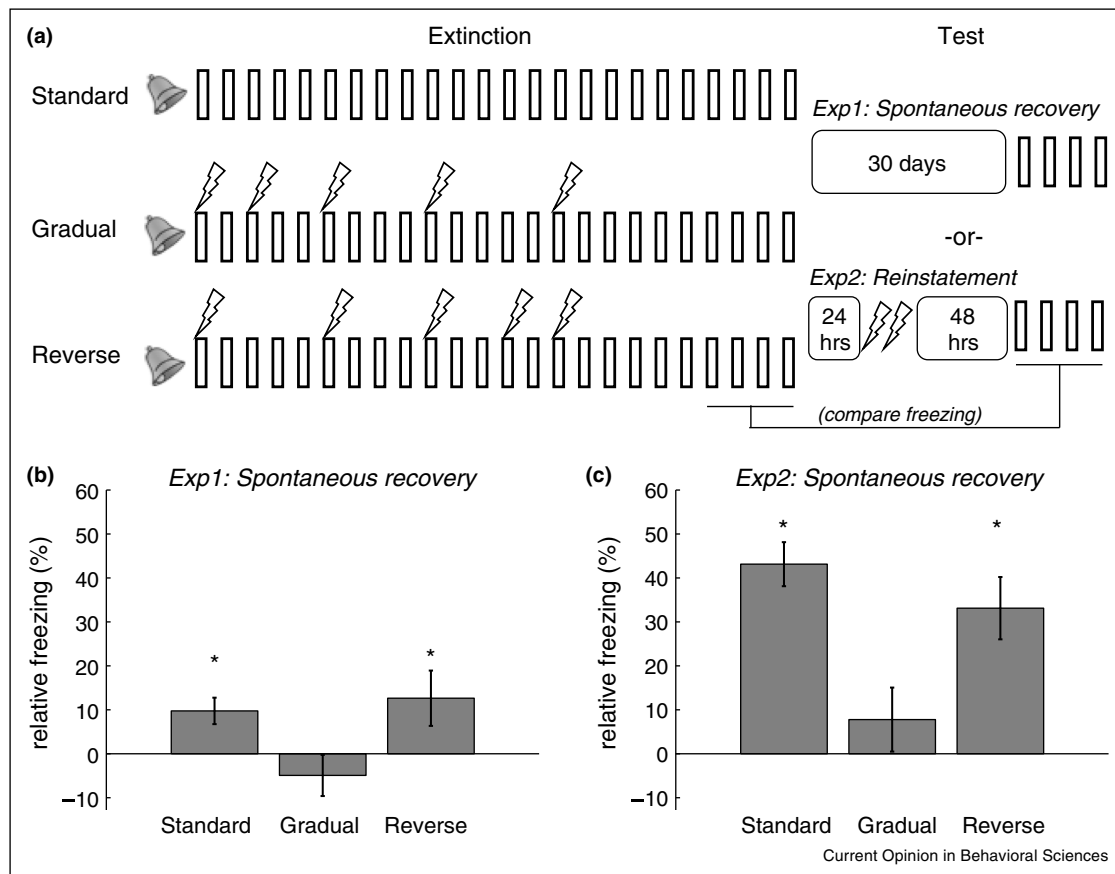 (a)
Extinction
Test
Standard
Exp1: Spontaneous recovery
30 days
Gradual
-or-
Exp2: Reinstatement
24
hrs
48
hrs
Reverse
(compare freezing)
(b)
Exp1: Spontaneous recovery
relative freezing (%)
60
50
40
30
20
10
0
−10
*
*
Standard
Gradual
Reverse
(c)
Exp2: Spontaneous recovery
relative freezing (%)
60
50
40
30
20
10
0
−10
*
*
Standard
Gradual
Reverse
Current Opinion in Behavioral Sciences